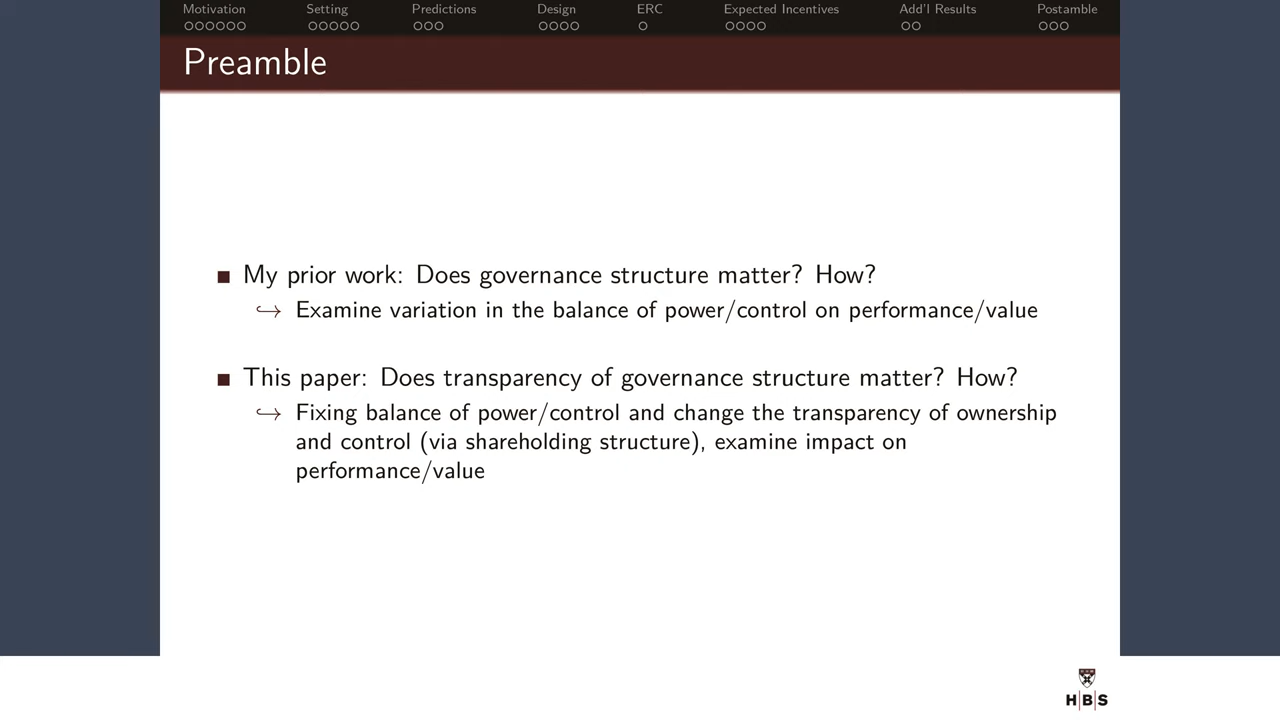 Motivation Setting Predictions Design ERC Expected Incentives Add'l Results Postamble
Preamble
My prior work: Does governance structure matter? How?
↪ Examine variation in the balance of power/control on performance/value
This paper: Does transparency of governance structure matter? How?
↪ Fixing balance of power/control and change the transparency of ownership
and control (via shareholding structure), examine impact on
performance/value
H|B|S